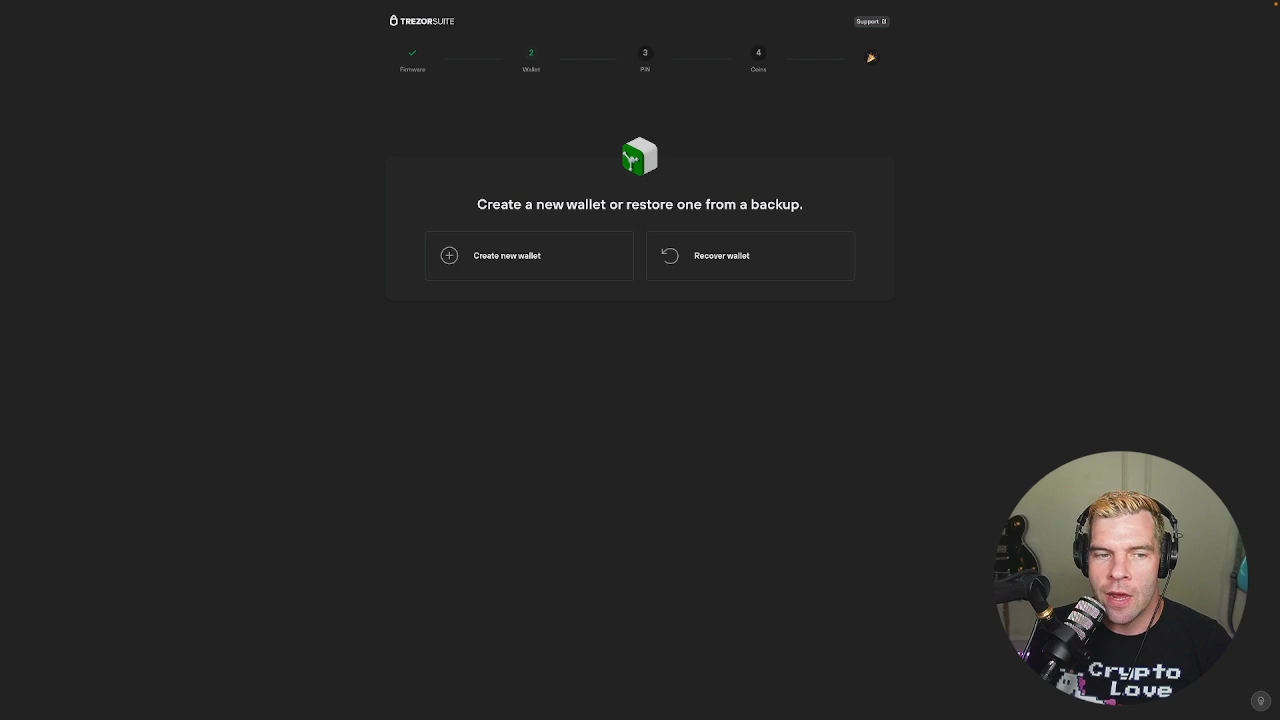 TREZOR SUITE
Support
2
3
4
Firmware
Wallet
PIN
Coins
Create a new wallet or restore one from a backup.
Create new wallet
Recover wallet
Crypto
Love